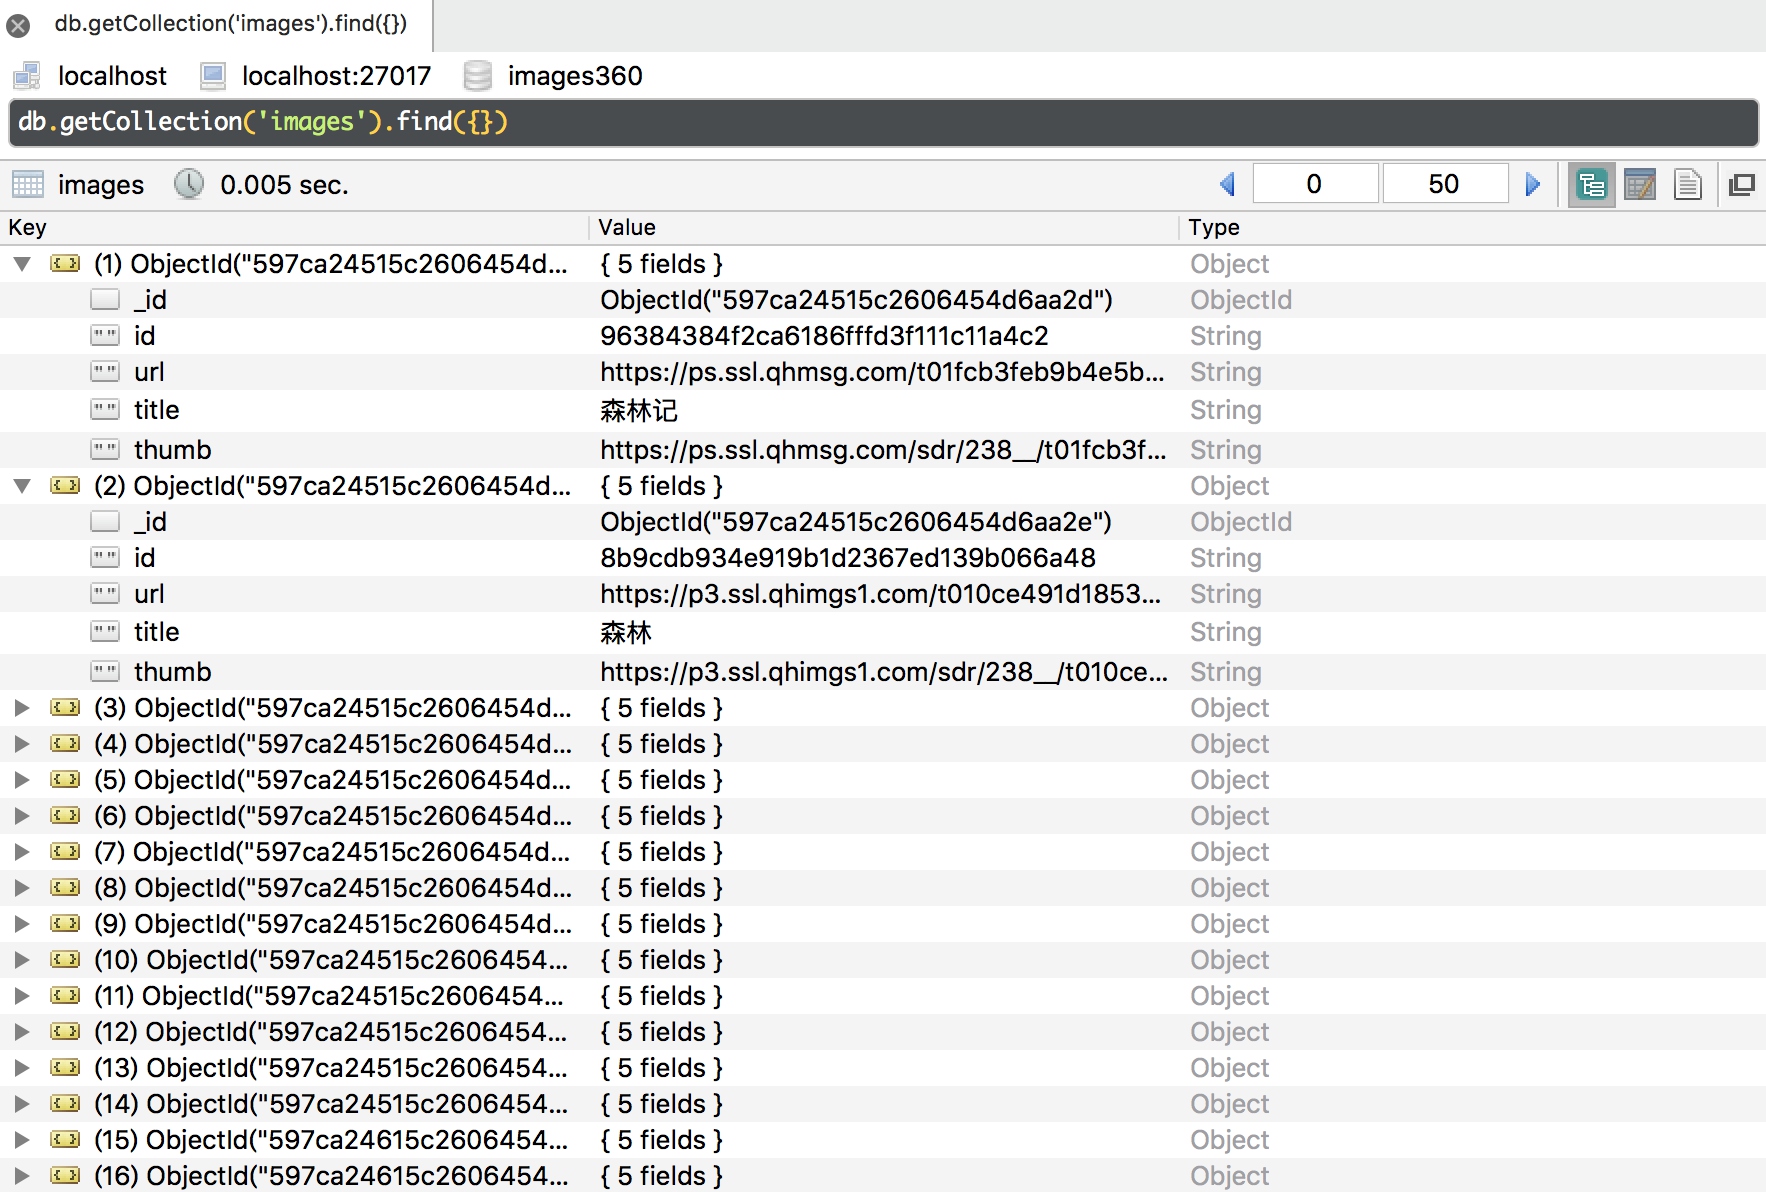 db.getCollection('images').find({})
localhost localhost:27017 images360
db.getCollection('images').find({})
images 0.005 sec. 0 50
Key Value Type
(1) ObjectId("597ca24515c2606454d... { 5 fields } Object
_id ObjectId("597ca24515c2606454d6aa2d") ObjectId
id 96384384f2ca6186fffd3f111c11a4c2 String
url https://ps.ssl.qhmsg.com/t01fcb3feb9b4e5b... String
title 森林记 String
thumb https://ps.ssl.qhmsg.com/sdr/238__/t01fcb3f... String
(2) ObjectId("597ca24515c2606454d... { 5 fields } Object
_id ObjectId("597ca24515c2606454d6aa2e") ObjectId
id 8b9cdb934e919b1d2367ed139b066a48 String
url https://p3.ssl.qhimgs1.com/t010ce491d1853... String
title 森林 String
thumb https://p3.ssl.qhimgs1.com/sdr/238__/t010ce... String
(3) ObjectId("597ca24515c2606454d... { 5 fields } Object
(4) ObjectId("597ca24515c2606454d... { 5 fields } Object
(5) ObjectId("597ca24515c2606454d... { 5 fields } Object
(6) ObjectId("597ca24515c2606454d... { 5 fields } Object
(7) ObjectId("597ca24515c2606454d... { 5 fields } Object
(8) ObjectId("597ca24515c2606454d... { 5 fields } Object
(9) ObjectId("597ca24515c2606454d... { 5 fields } Object
(10) ObjectId("597ca24515c2606454... { 5 fields } Object
(11) ObjectId("597ca24515c2606454... { 5 fields } Object
(12) ObjectId("597ca24515c2606454... { 5 fields } Object
(13) ObjectId("597ca24515c2606454... { 5 fields } Object
(14) ObjectId("597ca24515c2606454... { 5 fields } Object
(15) ObjectId("597ca24615c2606454... { 5 fields } Object
(16) ObjectId("597ca24615c2606454... { 5 fields } Object